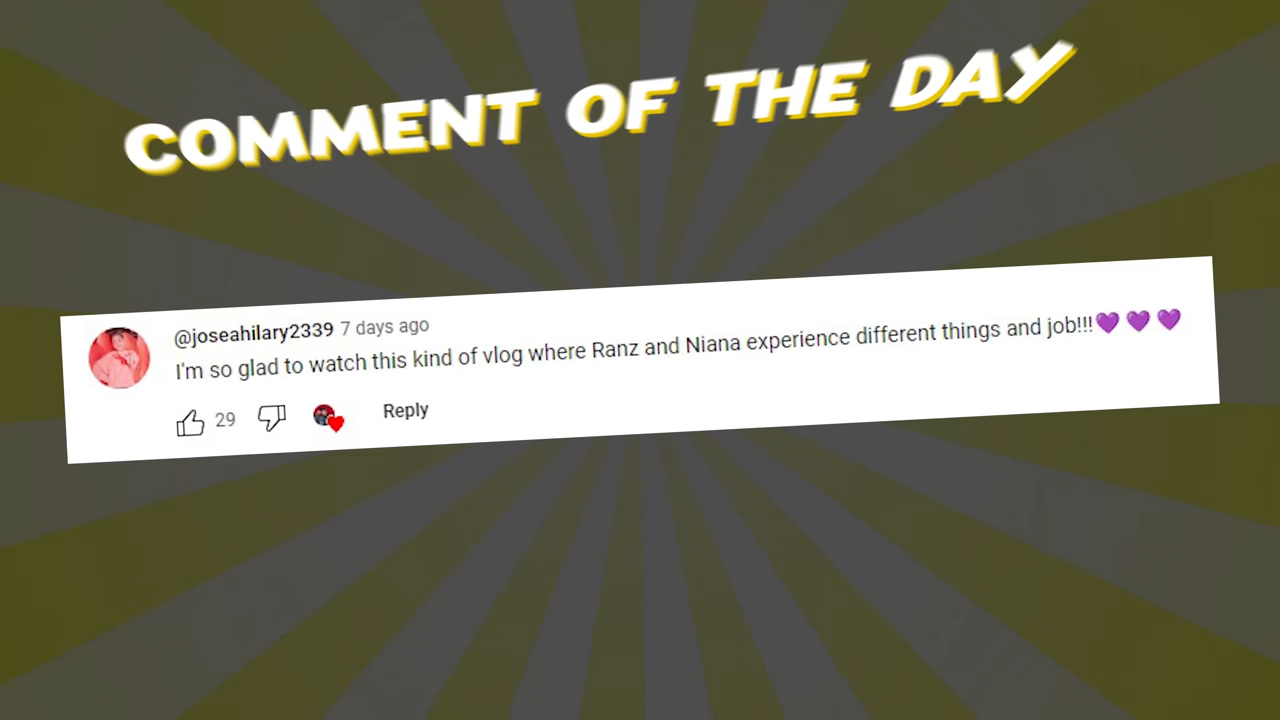 COMMENT OF THE DAY
@joseahilary2339 7 days ago
I'm so glad to watch this kind of vlog where Ranz and Niana experience different things and job!!!💜💜💜
29 Reply